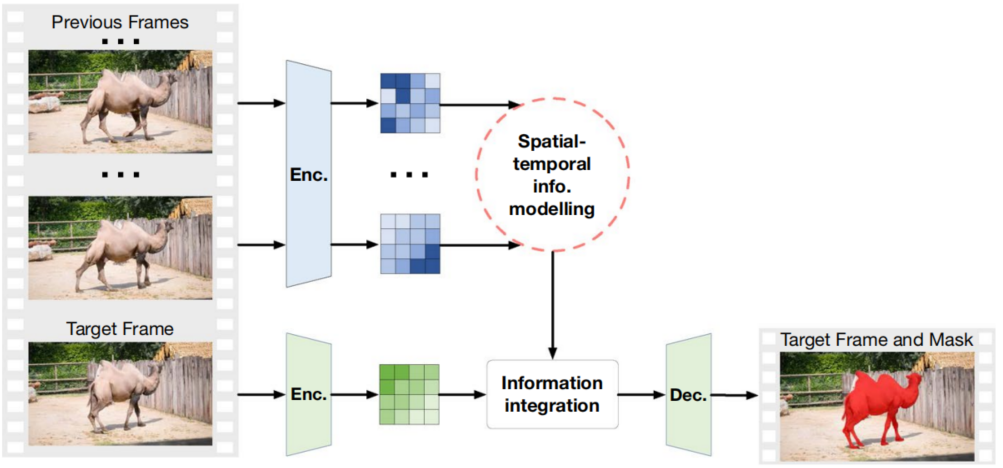 Previous Frames
...
...
Target Frame
Enc.
...
Enc.
Spatial-
temporal
info.
modelling
Information
integration
Dec.
Target Frame and Mask